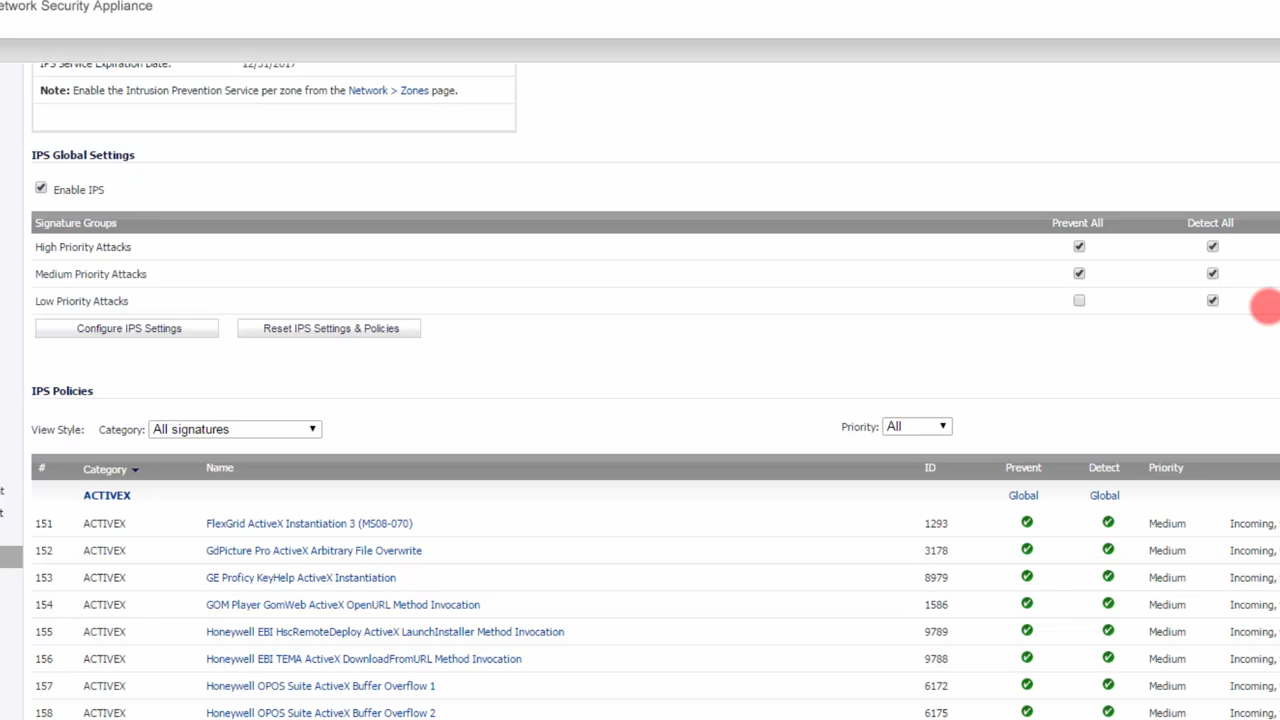 etwork Security Appliance
IPS Service Expiration Date: 12/31/2017
Note: Enable the Intrusion Prevention Service per zone from the Network > Zones page.
IPS Global Settings
Enable IPS
Signature Groups Prevent All Detect All
High Priority Attacks
Medium Priority Attacks
Low Priority Attacks
Configure IPS Settings Reset IPS Settings & Policies
IPS Policies
View Style: Category: All signatures Priority: All
# Category Name ID Prevent Detect Priority
t
ACTIVEX Global Global
t
151 ACTIVEX FlexGrid ActiveX Instantiation 3 (MS08-070) 1293 Medium Incoming,
152 ACTIVEX GdPicture Pro ActiveX Arbitrary File Overwrite 3178 Medium Incoming,
153 ACTIVEX GE Proficy KeyHelp ActiveX Instantiation 8979 Medium Incoming,
154 ACTIVEX GOM Player GomWeb ActiveX OpenURL Method Invocation 1586 Medium Incoming,
155 ACTIVEX Honeywell EBI HscRemoteDeploy ActiveX LaunchInstaller Method Invocation 9789 Medium Incoming,
156 ACTIVEX Honeywell EBI TEMA ActiveX DownloadFromURL Method Invocation 9788 Medium Incoming,
157 ACTIVEX Honeywell OPOS Suite ActiveX Buffer Overflow 1 6172 Medium Incoming,
158 ACTIVEX Honeywell OPOS Suite ActiveX Buffer Overflow 2 6175 Medium Incoming,